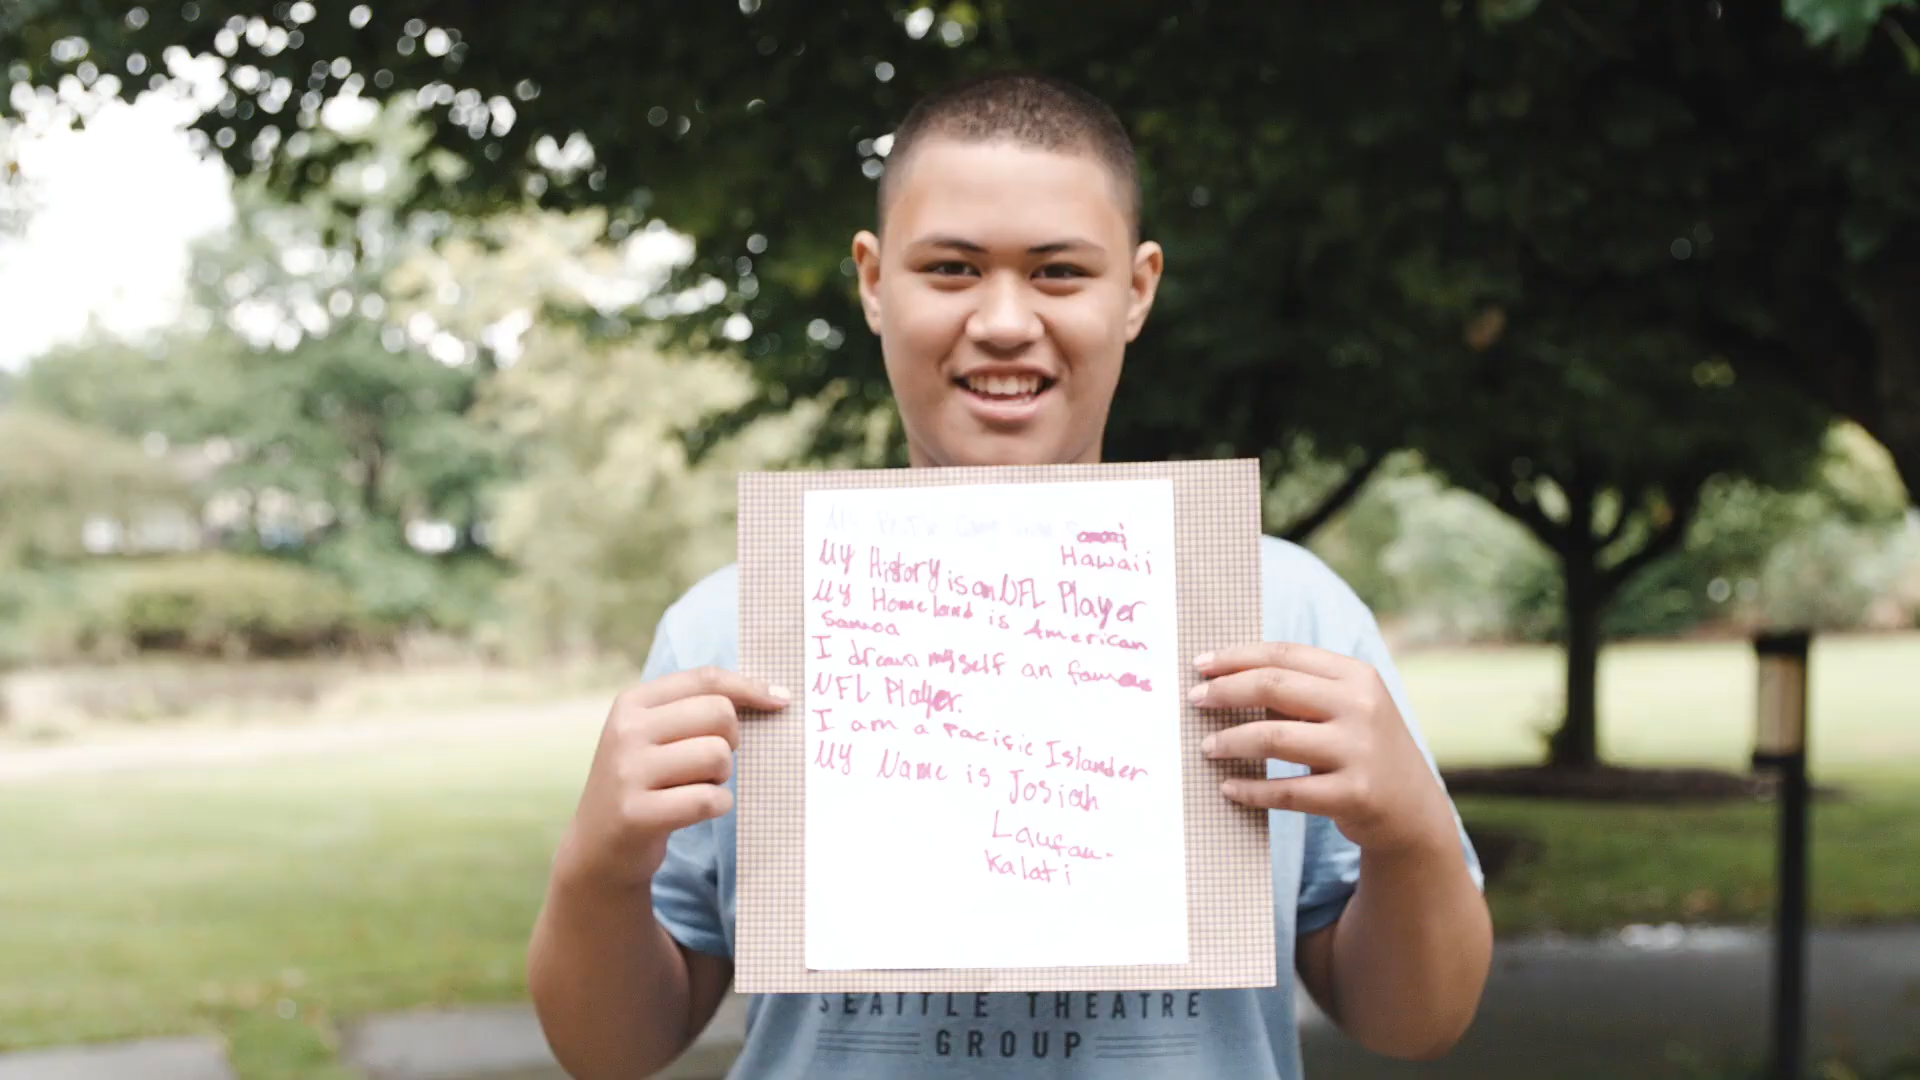 Hawaii
My History is an NFL Player
My Homeland is American
Samoa
I drawn myself an famous
NFL Player.
I am a Pacific Islander
My Name is Josiah
Laufau-
Kalati
SEATTLE THEATRE
GROUP